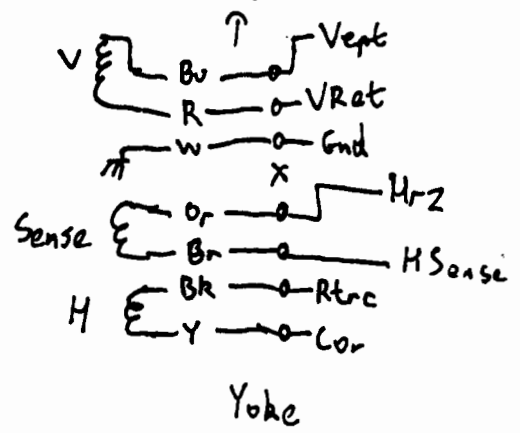 Vept
V Bu
R VRet
W Gnd
X
Or Hrz
Sense Br HSense
Bk Rtrc
H Y Cor
Yoke